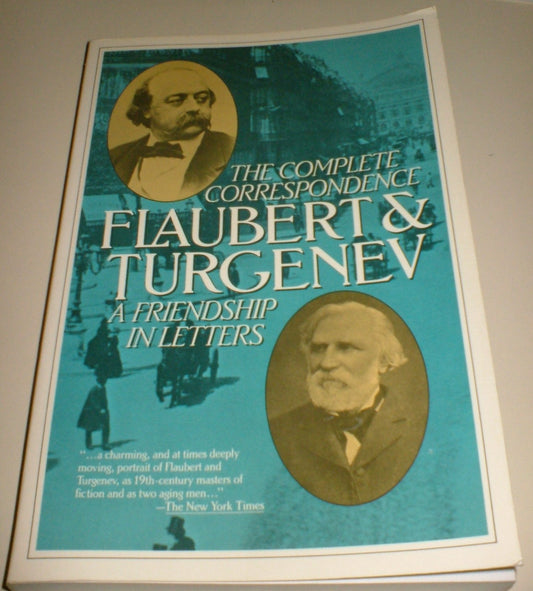 THE COMPLETE
CORRESPONDENCE
FLAUBERT &
TURGENEV
A FRIENDSHIP
IN LETTERS
“...a charming, and at times deeply
moving, portrait of Flaubert and
Turgenev, as 19th-century masters of
fiction and as two aging men...”
—The New York Times